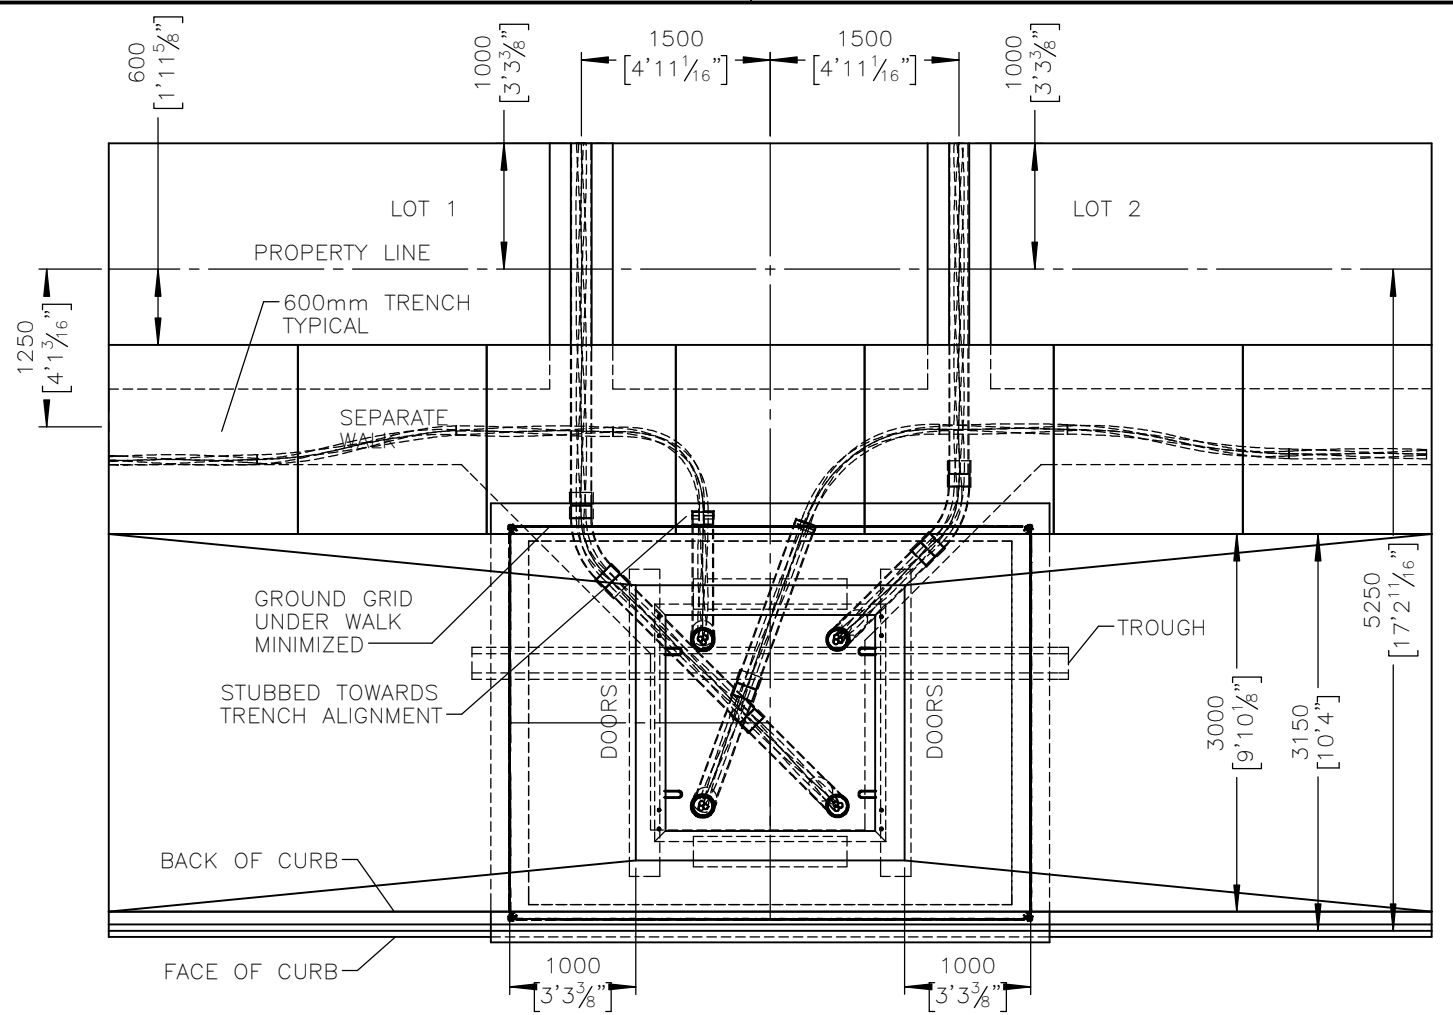 600
[1'11 5/8"]
1000
[3'3 3/8"]
1500
[4'11 1/16"]
1500
[4'11 1/16"]
1000
[3'3 3/8"]
LOT 1
LOT 2
PROPERTY LINE
600mm TRENCH
TYPICAL
1250
[4'1 3/16"]
SEPARATE
WALK
GROUND GRID
UNDER WALK
MINIMIZED
TROUGH
STUBBED TOWARDS
TRENCH ALIGNMENT
DOORS
DOORS
3000
[9'10 1/8"]
3150
[10'4"]
5250
[17'2 11/16"]
BACK OF CURB
FACE OF CURB
1000
[3'3 3/8"]
1000
[3'3 3/8"]